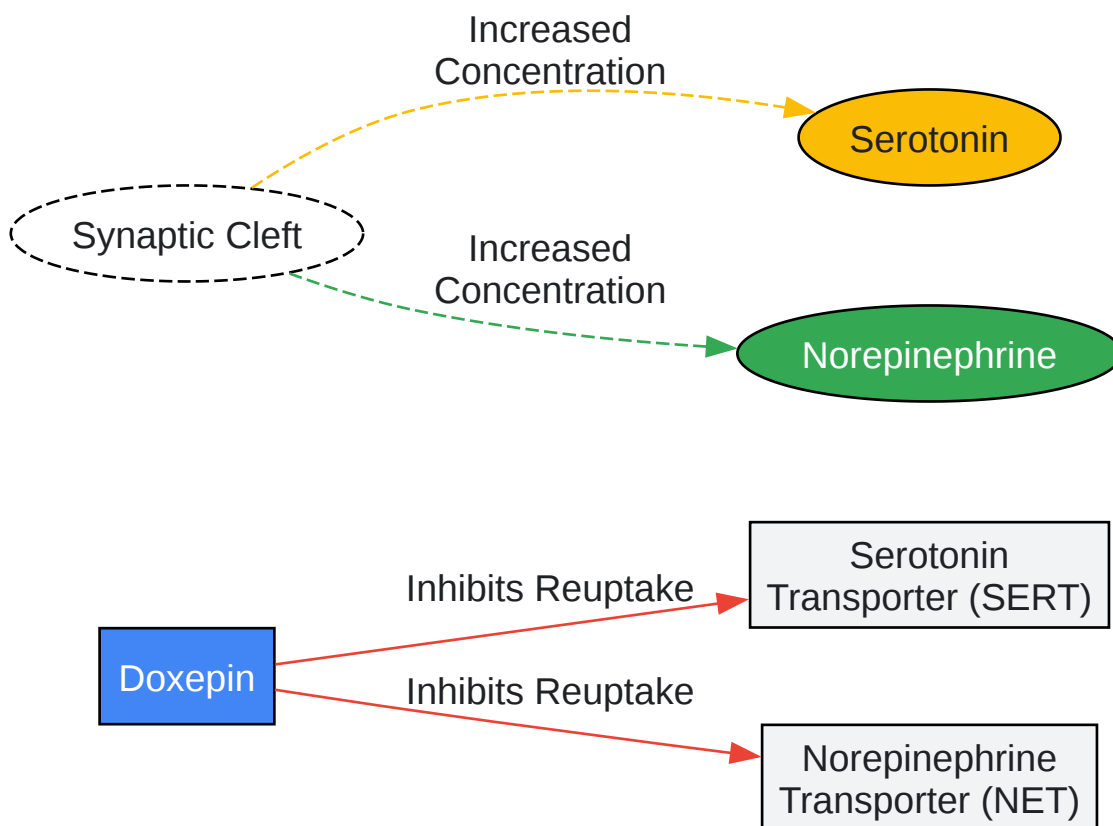 Increased
Concentration
Serotonin
Synaptic Cleft
Increased
Concentration
Norepinephrine
Serotonin
Transporter (SERT)
Inhibits Reuptake
Doxepin
Inhibits Reuptake
Norepinephrine
Transporter (NET)